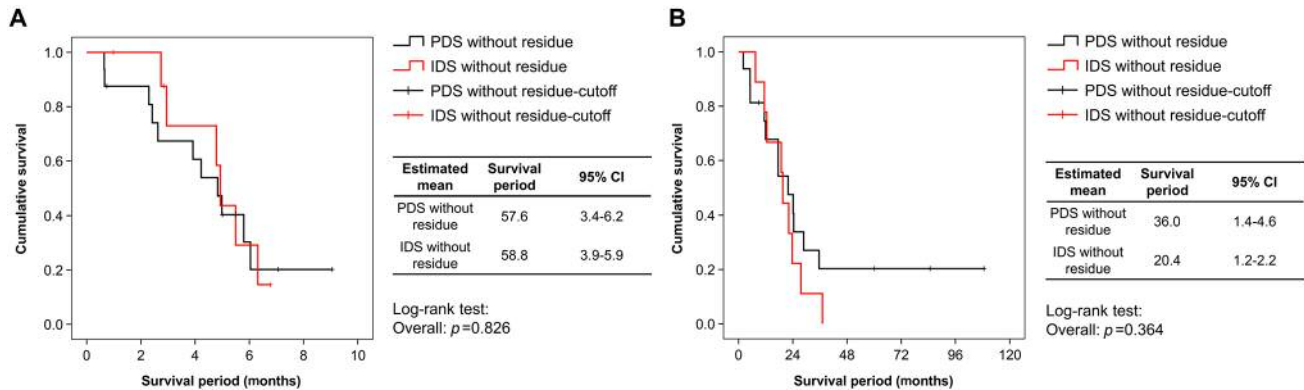 A
1.0
0.8
0.6
0.4
0.2
0.0
Cumulative survival
0 2 4 6 8 10
Survival period (months)
PDS without residue
IDS without residue
PDS without residue-cutoff
IDS without residue-cutoff
Estimated mean Survival period 95% CI
PDS without residue 57.6 3.4-6.2
IDS without residue 58.8 3.9-5.9
Log-rank test:
Overall: p=0.826
B
1.0
0.8
0.6
0.4
0.2
0.0
Cumulative survival
0 24 48 72 96 120
Survival period (months)
PDS without residue
IDS without residue
PDS without residue-cutoff
IDS without residue-cutoff
Estimated mean Survival period 95% CI
PDS without residue 36.0 1.4-4.6
IDS without residue 20.4 1.2-2.2
Log-rank test:
Overall: p=0.364